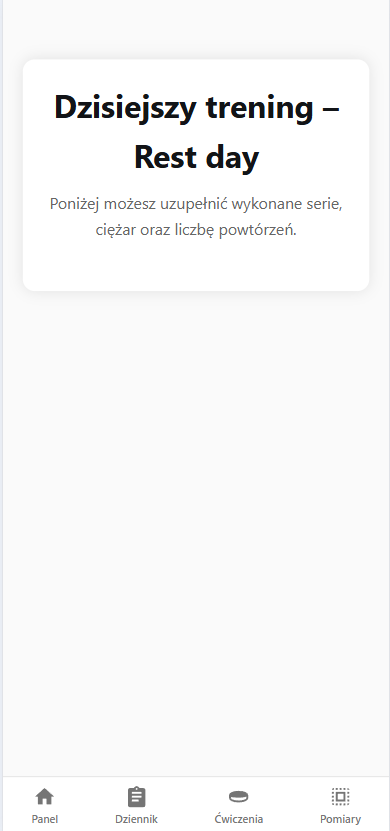 Dzisiejszy trening –
Rest day
Poniżej możesz uzupełnić wykonane serie,
ciężar oraz liczbę powtórzeń.
Panel
Dziennik
Ćwiczenia
Pomiary